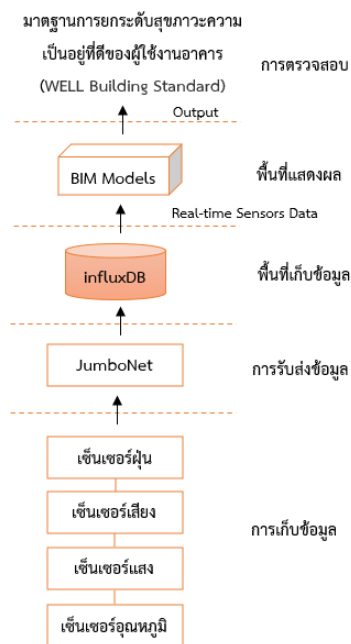 มาตฐานการยกระดับสุขภาวะความ
เป็นอยู่ที่ดีของผู้ใช้งานอาคาร
(WELL Building Standard)
การตรวจสอบ
Output
BIM Models
พื้นที่แสดงผล
Real-time Sensors Data
influxDB
พื้นที่เก็บข้อมูล
JumboNet
การรับส่งข้อมูล
เซ็นเซอร์ฝุ่น
เซ็นเซอร์เสียง
การเก็บข้อมูล
เซ็นเซอร์แสง
เซ็นเซอร์อุณหภูมิ